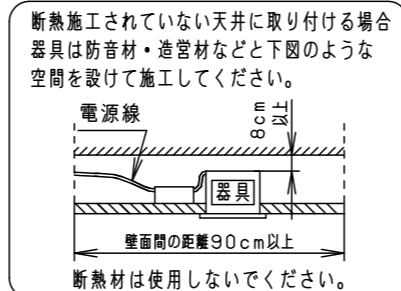 断熱施工されていない天井に取り付ける場合
器具は防音材・造営材などと下図のような
空間を設けて施工してください。
電源線
8cm
以上
器具
壁面間の距離90cm以上
断熱材は使用しないでください。